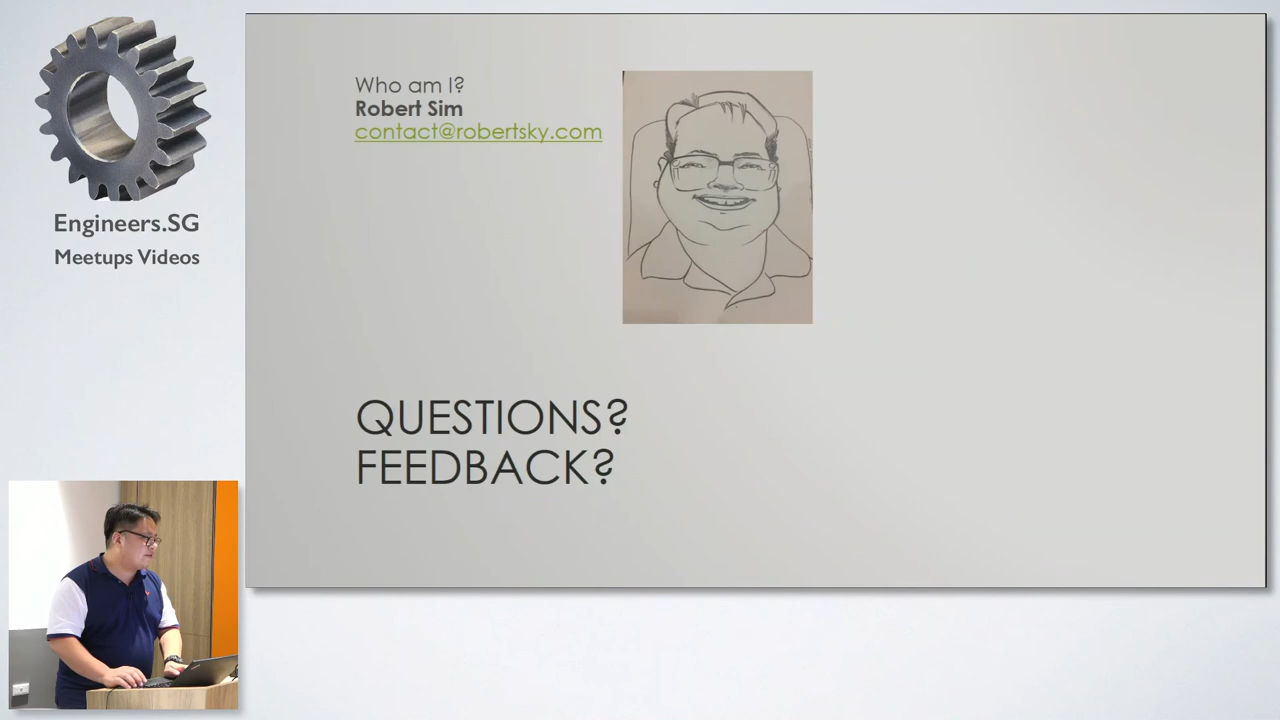 Engineers.SG
Meetups Videos
Who am I?
Robert Sim
contact@robertsky.com
QUESTIONS?
FEEDBACK?